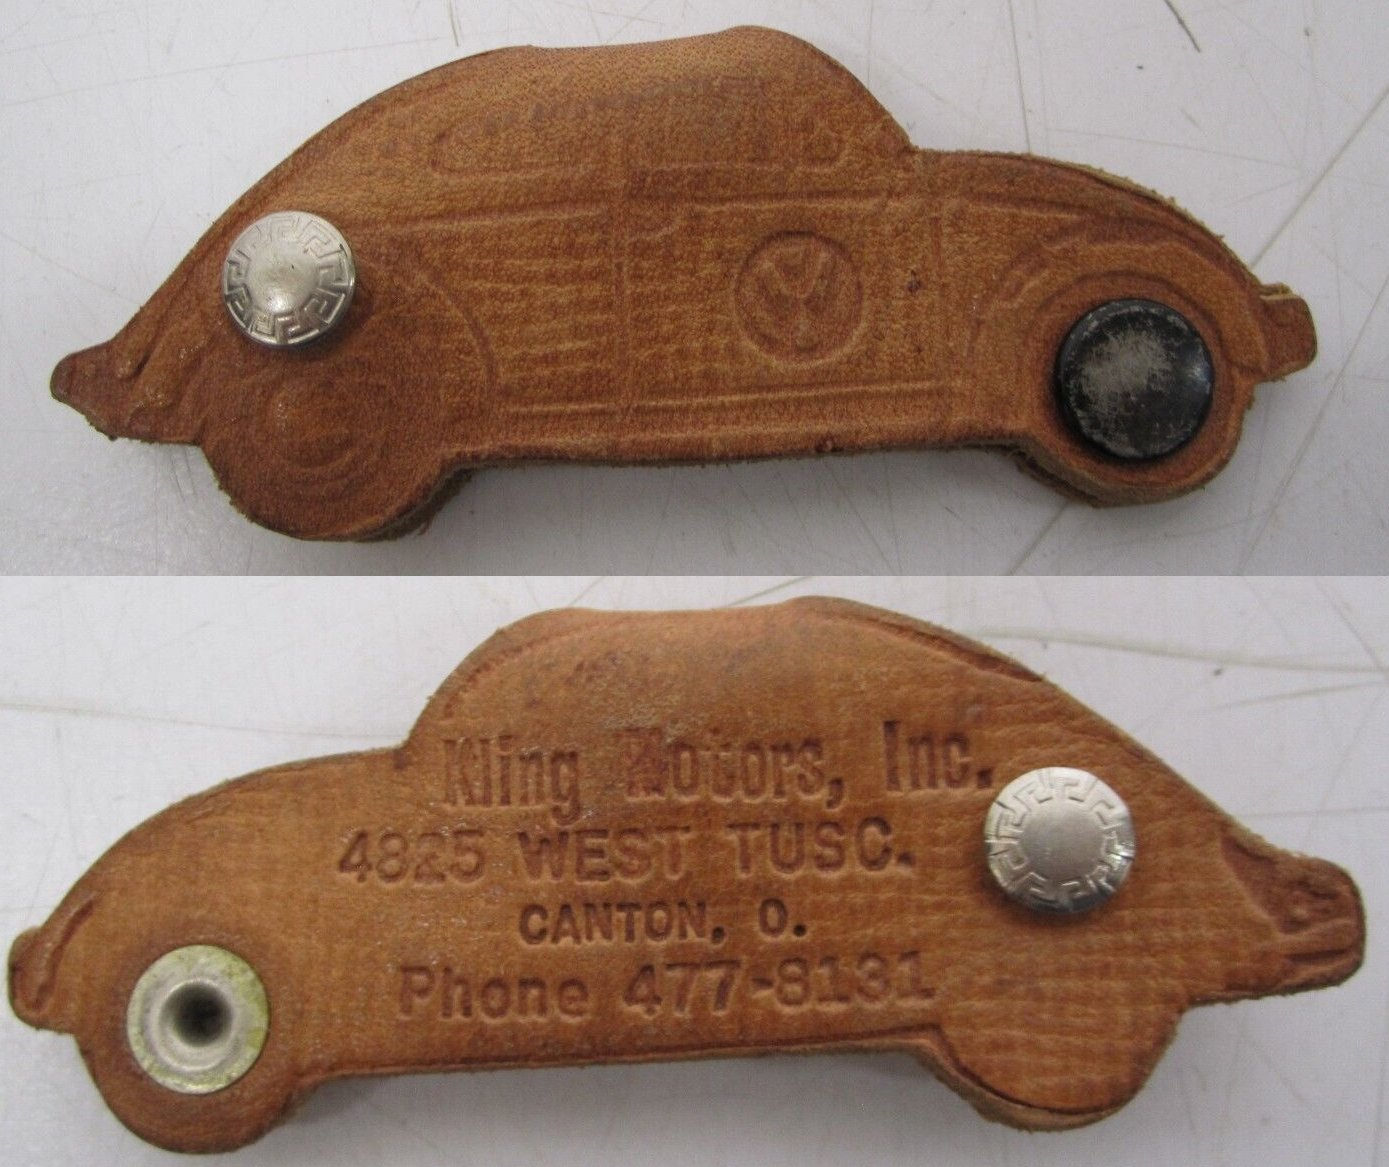 Kling Motors, Inc.
4825 WEST TUSC.
CANTON, O.
Phone 477-8131